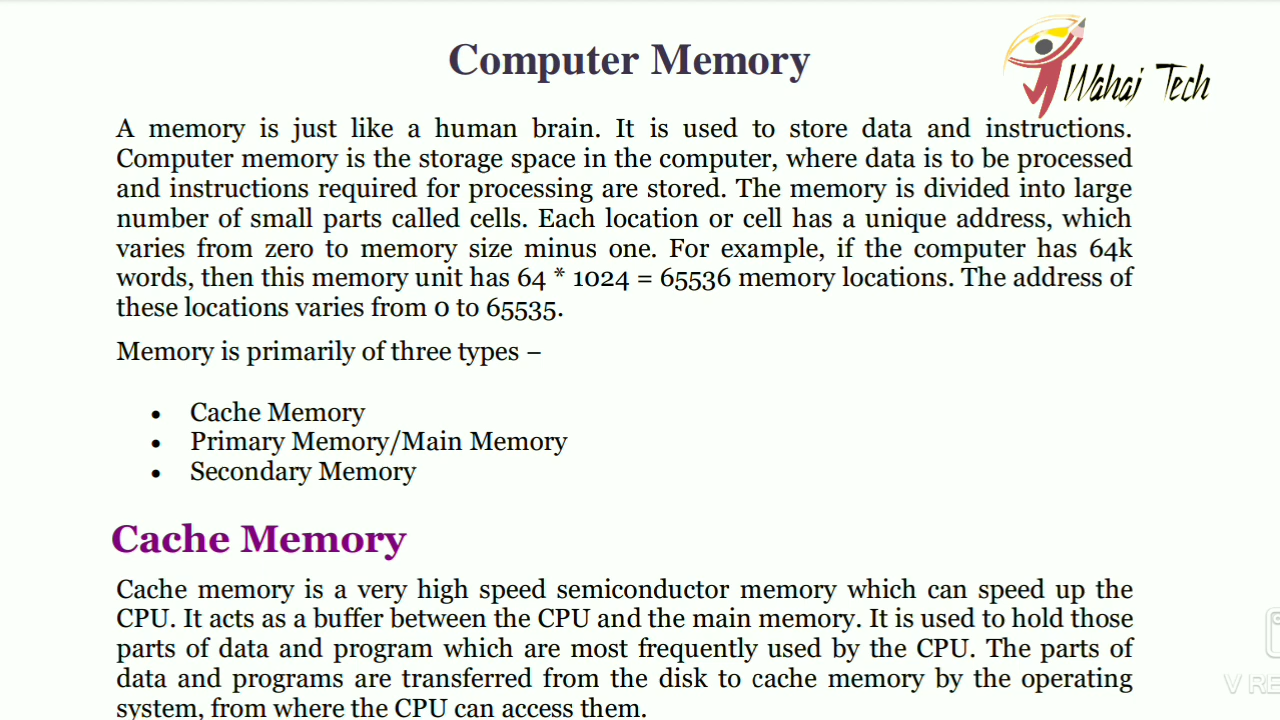 Computer Memory
Wahaj Tech
A memory is just like a human brain. It is used to store data and instructions.
Computer memory is the storage space in the computer, where data is to be processed
and instructions required for processing are stored. The memory is divided into large
number of small parts called cells. Each location or cell has a unique address, which
varies from zero to memory size minus one. For example, if the computer has 64k
words, then this memory unit has 64 * 1024 = 65536 memory locations. The address of
these locations varies from 0 to 65535.
Memory is primarily of three types –
• Cache Memory
• Primary Memory/Main Memory
• Secondary Memory
Cache Memory
Cache memory is a very high speed semiconductor memory which can speed up the
CPU. It acts as a buffer between the CPU and the main memory. It is used to hold those
parts of data and program which are most frequently used by the CPU. The parts of
data and programs are transferred from the disk to cache memory by the operating
system, from where the CPU can access them.